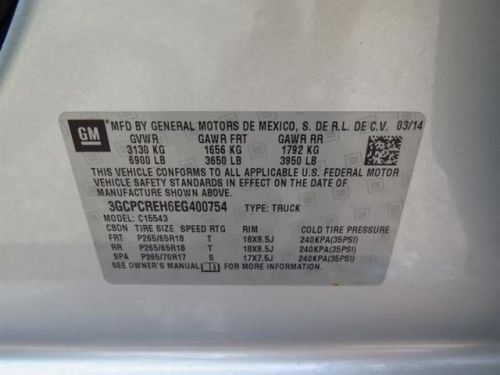 GM
MFD BY GENERAL MOTORS DE MEXICO, S. DE R.L. DE C.V. 03/14
GVWR GAWR FRT GAWR RR
3130 KG 1656 KG 1792 KG
6900 LB 3650 LB 3950 LB
THIS VEHICLE CONFORMS TO ALL APPLICABLE U.S. FEDERAL MOTOR
VEHICLE SAFETY STANDARDS IN EFFECT ON THE DATE OF
MANUFACTURE SHOWN ABOVE.
3GCPCREH6EG400754 TYPE: TRUCK
MODEL: C15543
CBDN TIRE SIZE SPEED RTG RIM COLD TIRE PRESSURE
FRT P265/65R18 T 18X8.5J 240KPA(35PSI)
RR P265/65R18 T 18X8.5J 240KPA(35PSI)
SPA P265/70R17 S 17X7.5J 240KPA(35PSI)
SEE OWNER'S MANUAL FOR MORE INFORMATION.